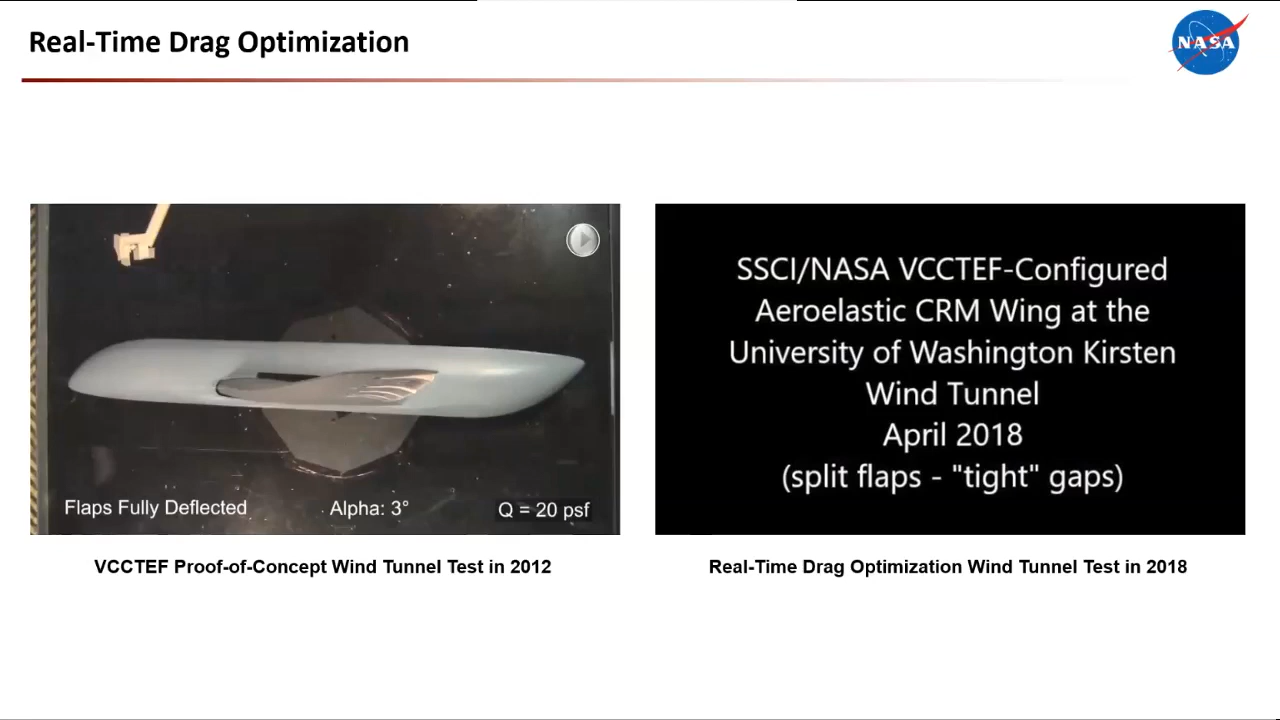 Real-Time Drag Optimization
NASA
Flaps Fully Deflected
Alpha: 3°
Q = 20 psf
VCCTEF Proof-of-Concept Wind Tunnel Test in 2012
SSCI/NASA VCCTEF-Configured
Aeroelastic CRM Wing at the
University of Washington Kirsten
Wind Tunnel
April 2018
(split flaps - "tight" gaps)
Real-Time Drag Optimization Wind Tunnel Test in 2018